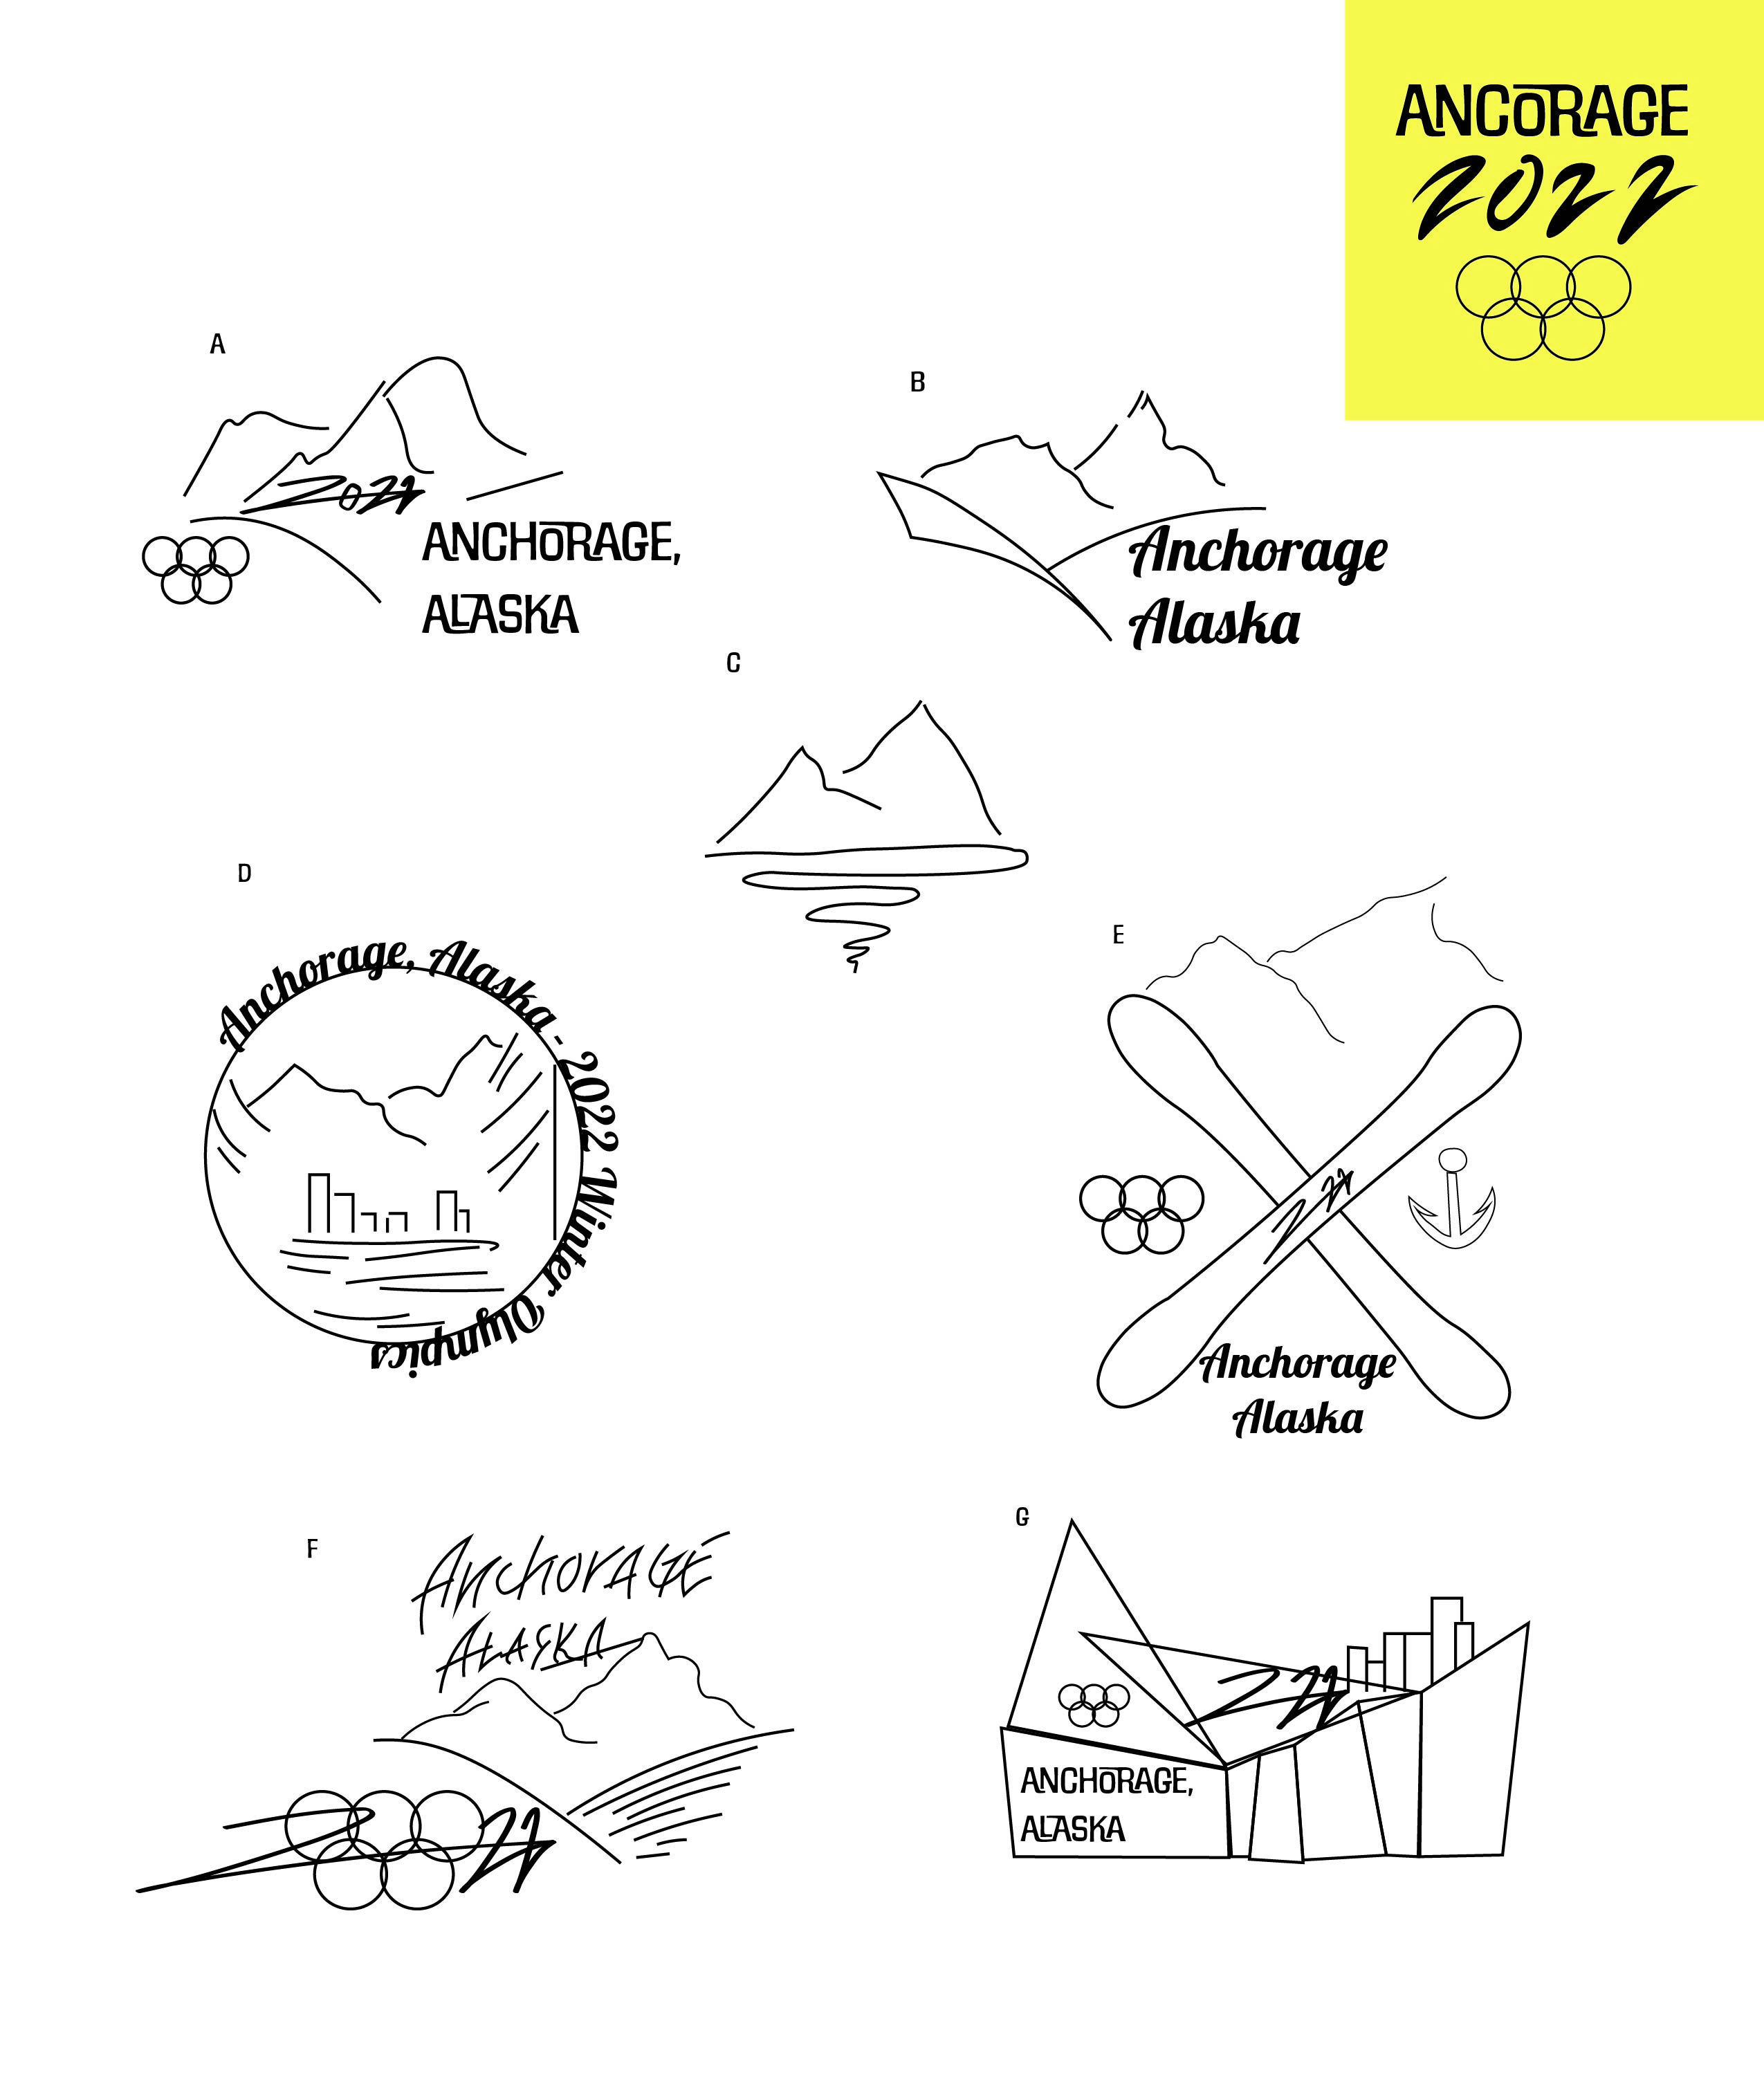 ANCORAGE
2022
A
2022
ANCHORAGE,
ALASKA
B
Anchorage
Alaska
C
D
Anchorage, Alaska - 2022 Winter Olympics
E
22
Anchorage
Alaska
F
ANchORAGE
ALASKA
22
G
22
ANCHORAGE,
ALASKA